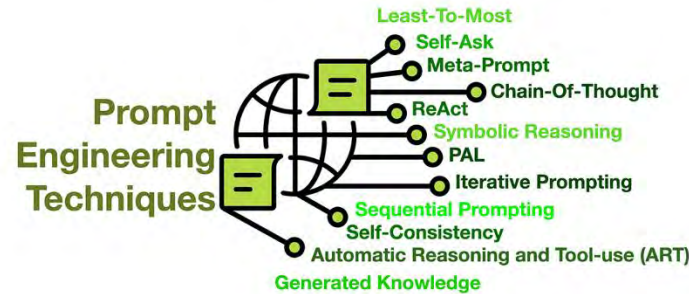 Least-To-Most
Self-Ask
Meta-Prompt
Chain-Of-Thought
ReAct
Prompt
Engineering
Techniques
Symbolic Reasoning
PAL
Iterative Prompting
Sequential Prompting
Self-Consistency
Automatic Reasoning and Tool-use (ART)
Generated Knowledge